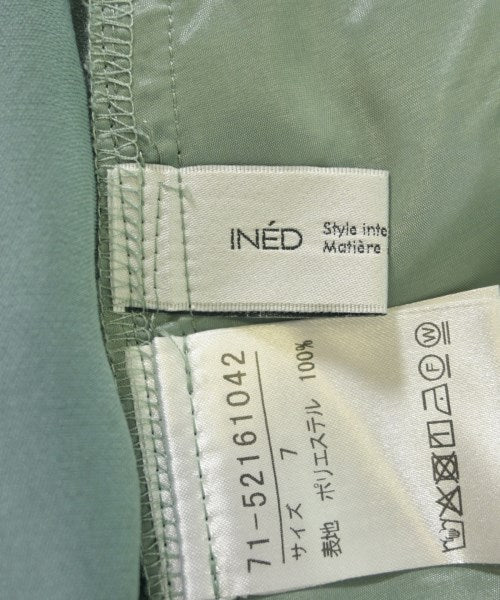 INÉD
Style inte
Matière
71-52161042
サイズ 7
表地 ポリエステル 100%
F W